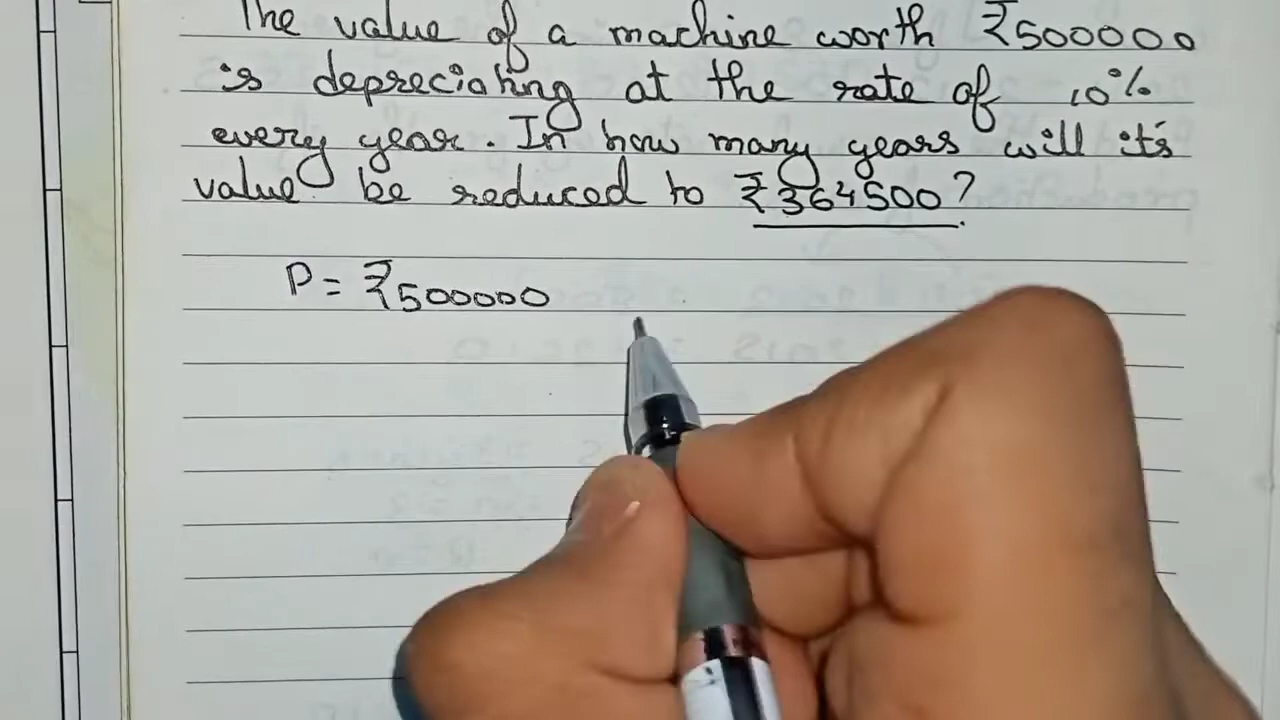 The value of a machine worth ₹500000
is depreciating at the rate of 10%
every year. In how many years will it's
value be reduced to ₹364500?
P = ₹500000